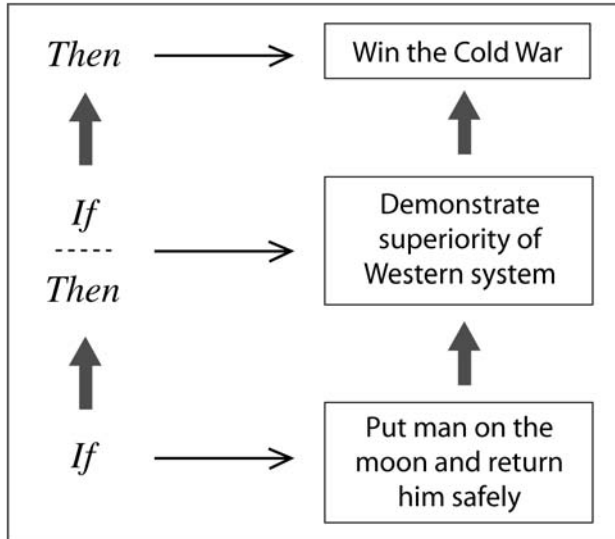 Then
Win the Cold War
If
Then
Demonstrate
superiority of
Western system
If
Put man on the
moon and return
him safely